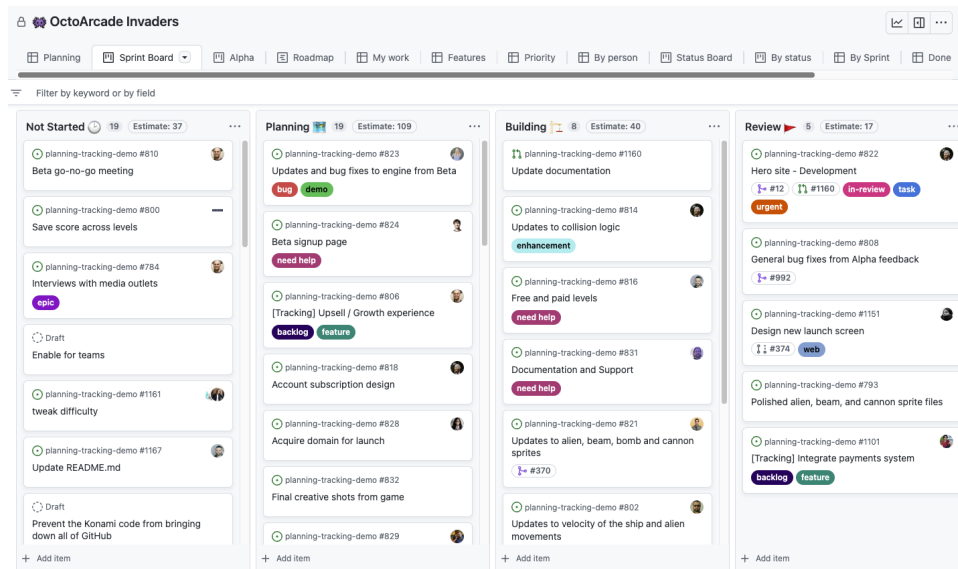 OctoArcade Invaders
Planning
Sprint Board
Alpha
Roadmap
My work
Features
Priority
By person
Status Board
By status
By Sprint
Done
Filter by keyword or by field
Not Started 19 Estimate: 37
planning-tracking-demo #810
Beta go-no-go meeting
planning-tracking-demo #800
Save score across levels
planning-tracking-demo #784
Interviews with media outlets
epic
Draft
Enable for teams
planning-tracking-demo #1161
tweak difficulty
planning-tracking-demo #1167
Update README.md
Draft
Prevent the Konami code from bringing
down all of GitHub
+ Add item
Planning 19 Estimate: 109
planning-tracking-demo #823
Updates and bug fixes to engine from Beta
bug demo
planning-tracking-demo #824
Beta signup page
need help
planning-tracking-demo #806
[Tracking] Upsell / Growth experience
backlog feature
planning-tracking-demo #818
Account subscription design
planning-tracking-demo #828
Acquire domain for launch
planning-tracking-demo #832
Final creative shots from game
planning-tracking-demo #829
+ Add item
Building 8 Estimate: 40
planning-tracking-demo #1160
Update documentation
planning-tracking-demo #814
Updates to collision logic
enhancement
planning-tracking-demo #816
Free and paid levels
need help
planning-tracking-demo #831
Documentation and Support
need help
planning-tracking-demo #821
Updates to alien, beam, bomb and cannon
sprites
#370
planning-tracking-demo #802
Updates to velocity of the ship and alien
movements
+ Add item
Review 5 Estimate: 17
planning-tracking-demo #822
Hero site - Development
#12 #1160 in-review task
urgent
planning-tracking-demo #808
General bug fixes from Alpha feedback
#992
planning-tracking-demo #1151
Design new launch screen
#374 web
planning-tracking-demo #793
Polished alien, beam, and cannon sprite files
planning-tracking-demo #1101
[Tracking] Integrate payments system
backlog feature
+ Add item